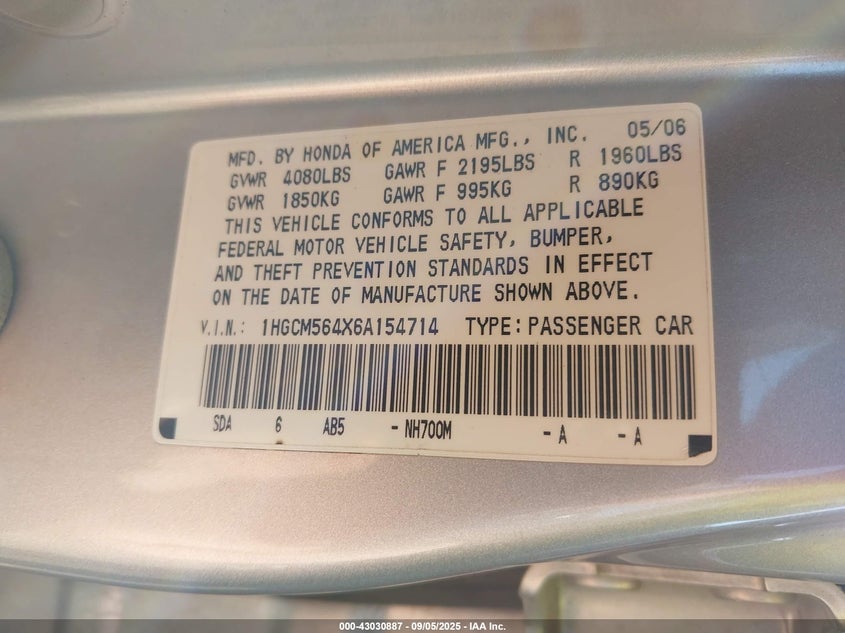 MFD. BY HONDA OF AMERICA MFG., INC. 05/06
GVWR 4080LBS GAWR F 2195LBS R 1960LBS
GVWR 1850KG GAWR F 995KG R 890KG
THIS VEHICLE CONFORMS TO ALL APPLICABLE
FEDERAL MOTOR VEHICLE SAFETY, BUMPER,
AND THEFT PREVENTION STANDARDS IN EFFECT
ON THE DATE OF MANUFACTURE SHOWN ABOVE.
V.I.N.: 1HGCM564X6A154714 TYPE: PASSENGER CAR
SDA 6 AB5 - NH700M - A - A
000-43030887 - 09/05/2025 - IAA Inc.